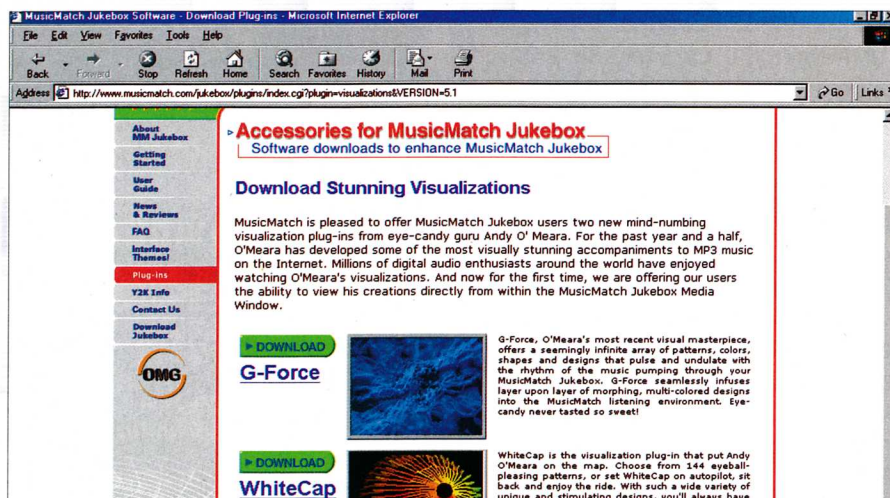 MusicMatch Jukebox Software - Download Plug-ins - Microsoft Internet Explorer
File Edit View Favorites Tools Help
Back Forward Stop Refresh Home Search Favorites History Mail Print
Address http://www.musicmatch.com/jukebox/plugins/index.cgi?plugin=visualizations&VERSION=5.1 Go Links
About
MM Jukebox
Getting
Started
User
Guide
News
& Reviews
FAQ
Interface
Themes!
Plug-ins
Y2K Info
Contact Us
Download
Jukebox
OMG
Accessories for MusicMatch Jukebox
Software downloads to enhance MusicMatch Jukebox
Download Stunning Visualizations
MusicMatch is pleased to offer MusicMatch Jukebox users two new mind-numbing
visualization plug-ins from eye-candy guru Andy O' Meara. For the past year and a half,
O'Meara has developed some of the most visually stunning accompaniments to MP3 music
on the Internet. Millions of digital audio enthusiasts around the world have enjoyed
watching O'Meara's visualizations. And now for the first time, we are offering our users
the ability to view his creations directly from within the MusicMatch Jukebox Media
Window.
DOWNLOAD
G-Force
G-Force, O'Meara's most recent visual masterpiece,
offers a seemingly infinite array of patterns, colors,
shapes and designs that pulse and undulate with
the rhythm of the music pumping through your
MusicMatch Jukebox. G-Force seamlessly infuses
layer upon layer of morphing, multi-colored designs
into the MusicMatch listening environment. Eye-
candy never tasted so sweet!
DOWNLOAD
WhiteCap
WhiteCap is the visualization plug-in that put Andy
O'Meara on the map. Choose from 144 eyeball-
pleasing patterns, or set WhiteCap on autopilot, sit
back and enjoy the ride. With such a wide variety of
unique and stimulating designs, you'll always have